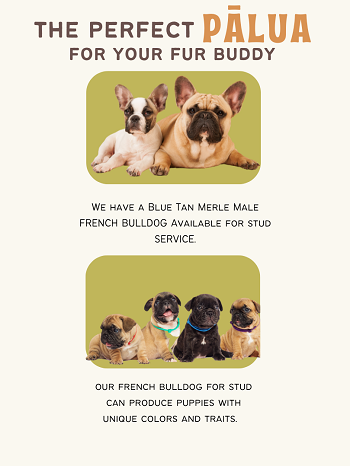 THE PERFECT PĀLUA
FOR YOUR FUR BUDDY
We have a Blue Tan Merle Male
FRENCH BULLDOG Available for stud
SERVICE.
our french bulldog for stud
can produce puppies with
unique colors and traits.